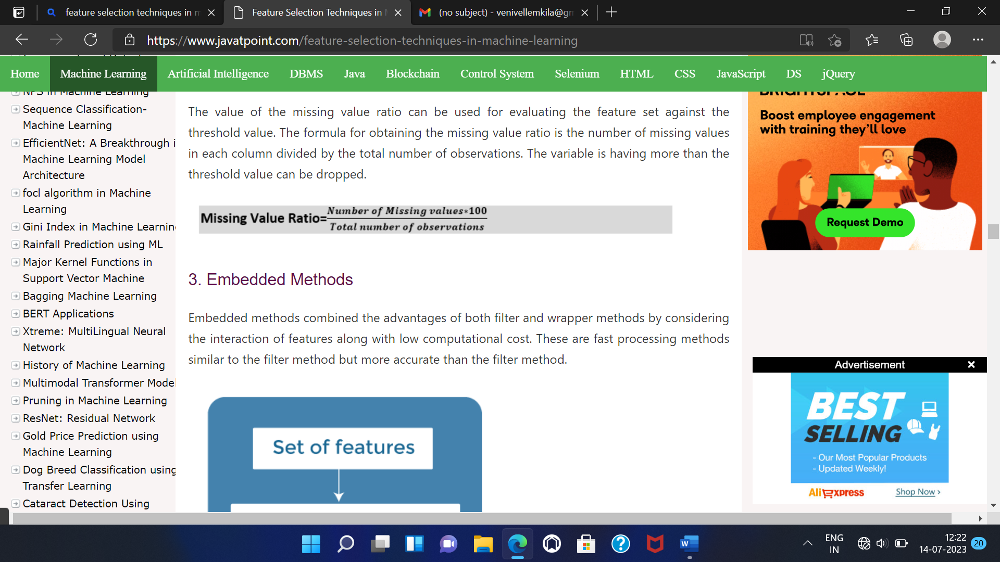 feature selection techniques in m
Feature Selection Techniques in
(no subject) - venivellemkila@gn
https://www.javatpoint.com/feature-selection-techniques-in-machine-learning
Home
Machine Learning
Artificial Intelligence
DBMS
Java
Blockchain
Control System
Selenium
HTML
CSS
JavaScript
DS
jQuery
NPS in Machine Learning
Sequence Classification-
Machine Learning
EfficientNet: A Breakthrough i
Machine Learning Model
Architecture
focl algorithm in Machine
Learning
Gini Index in Machine Learnin
Rainfall Prediction using ML
Major Kernel Functions in
Support Vector Machine
Bagging Machine Learning
BERT Applications
Xtreme: MultiLingual Neural
Network
History of Machine Learning
Multimodal Transformer Model
Pruning in Machine Learning
ResNet: Residual Network
Gold Price Prediction using
Machine Learning
Dog Breed Classification using
Transfer Learning
Cataract Detection Using
The value of the missing value ratio can be used for evaluating the feature set against the
threshold value. The formula for obtaining the missing value ratio is the number of missing values
in each column divided by the total number of observations. The variable is having more than the
threshold value can be dropped.
Missing Value Ratio=Number of Missing values*100
Total number of observations
3. Embedded Methods
Embedded methods combined the advantages of both filter and wrapper methods by considering
the interaction of features along with low computational cost. These are fast processing methods
similar to the filter method but more accurate than the filter method.
Set of features
BRIGHTSPACE
Boost employee engagement
with training they'll love
Request Demo
Advertisement
BEST
SELLING
- Our Most Popular Products
- Updated Weekly!
AliExpress
Shop Now >
W
ENG
IN
12:22
14-07-2023
20